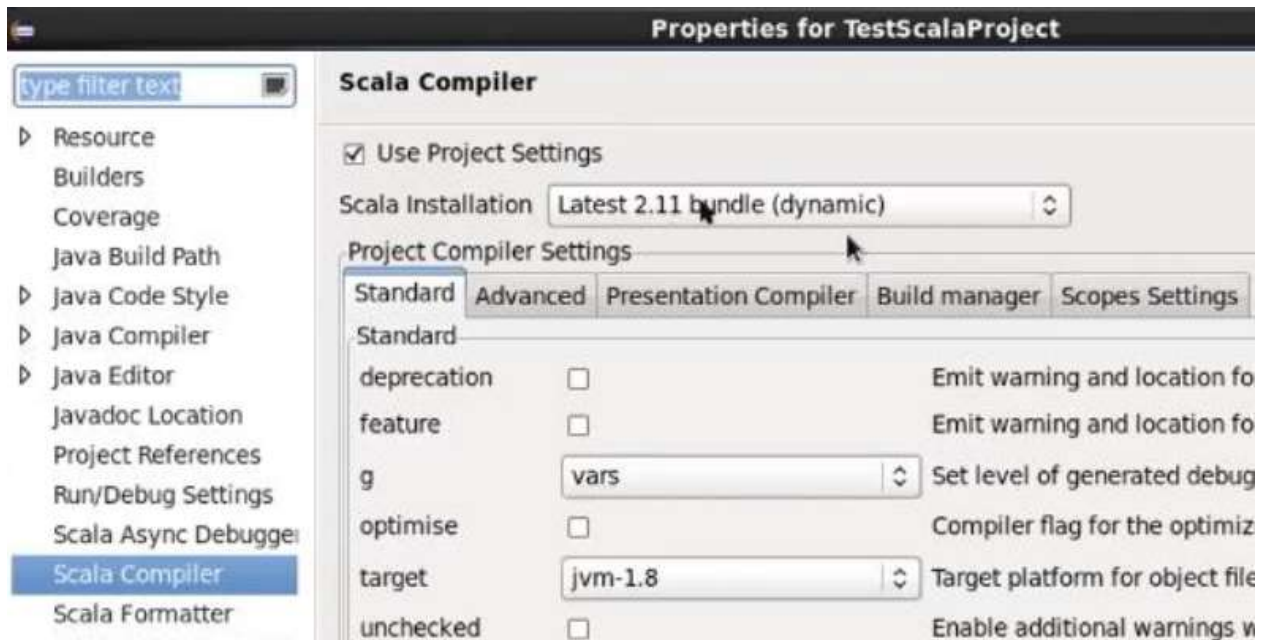 Properties for TestScalaProject
type filter text
Resource
Builders
Coverage
Java Build Path
Java Code Style
Java Compiler
Java Editor
Javadoc Location
Project References
Run/Debug Settings
Scala Async Debugger
Scala Compiler
Scala Formatter
Scala Compiler
Use Project Settings
Scala Installation Latest 2.11 bundle (dynamic)
Project Compiler Settings
Standard Advanced Presentation Compiler Build manager Scopes Settings
Standard
deprecation Emit warning and location fo
feature Emit warning and location fo
g vars Set level of generated debug
optimise Compiler flag for the optimiz
target jvm-1.8 Target platform for object file
unchecked Enable additional warnings w